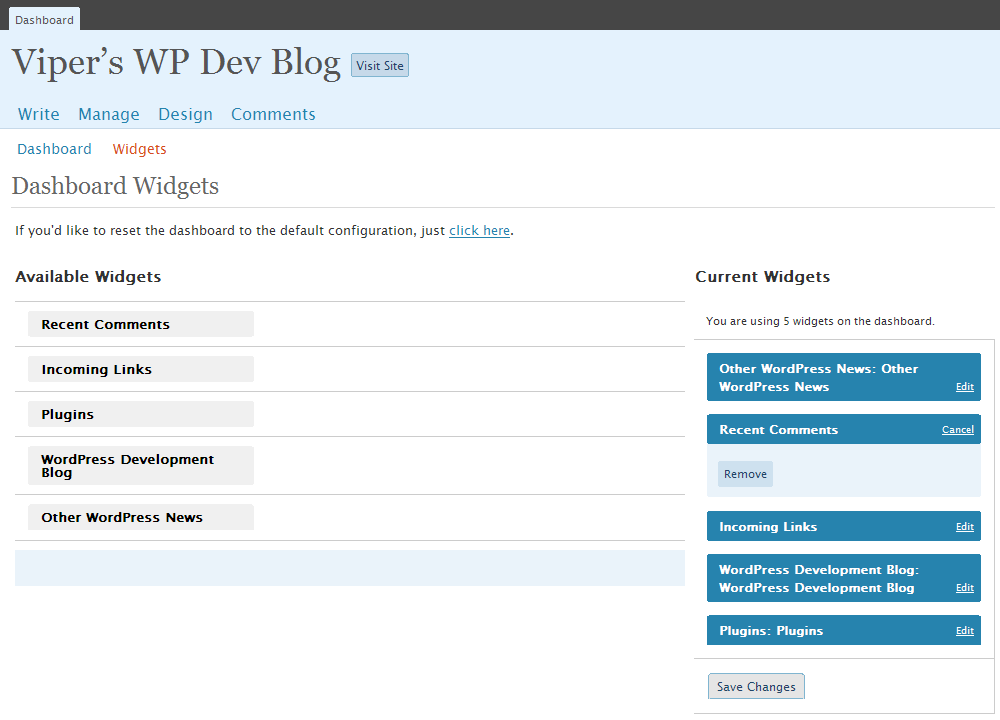 Dashboard
Viper's WP Dev Blog Visit Site
Write Manage Design Comments
Dashboard Widgets
Dashboard Widgets
If you'd like to reset the dashboard to the default configuration, just click here.
Available Widgets
Recent Comments
Incoming Links
Plugins
WordPress Development
Blog
Other WordPress News
Current Widgets
You are using 5 widgets on the dashboard.
Other WordPress News: Other
WordPress News Edit
Recent Comments Cancel
Remove
Incoming Links Edit
WordPress Development Blog:
WordPress Development Blog Edit
Plugins: Plugins Edit
Save Changes